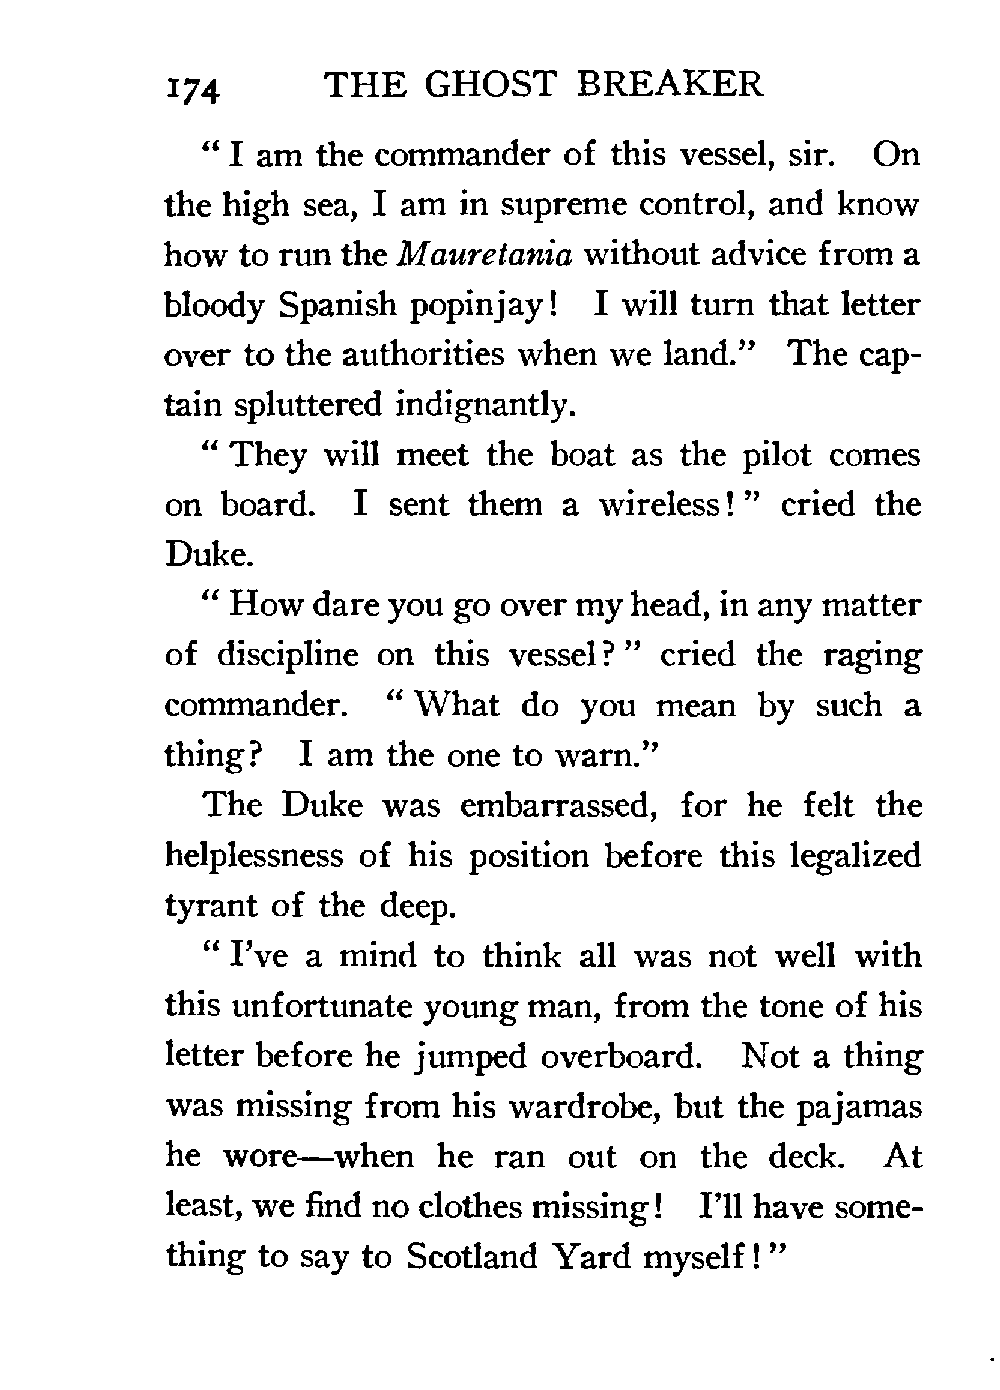 174 THE GHOST BREAKER
“ I am the commander of this vessel, sir. On
the high sea, I am in supreme control, and know
how to run the Mauretania without advice from a
bloody Spanish popinjay! I will turn that letter
over to the authorities when we land.” The cap-
tain spluttered indignantly.
“ They will meet the boat as the pilot comes
on board. I sent them a wireless! ” cried the
Duke.
“ How dare you go over my head, in any matter
of discipline on this vessel? ” cried the raging
commander. “ What do you mean by such a
thing? I am the one to warn.”
The Duke was embarrassed, for he felt the
helplessness of his position before this legalized
tyrant of the deep.
“ I’ve a mind to think all was not well with
this unfortunate young man, from the tone of his
letter before he jumped overboard. Not a thing
was missing from his wardrobe, but the pajamas
he wore—when he ran out on the deck. At
least, we find no clothes missing! I’ll have some-
thing to say to Scotland Yard myself! ”